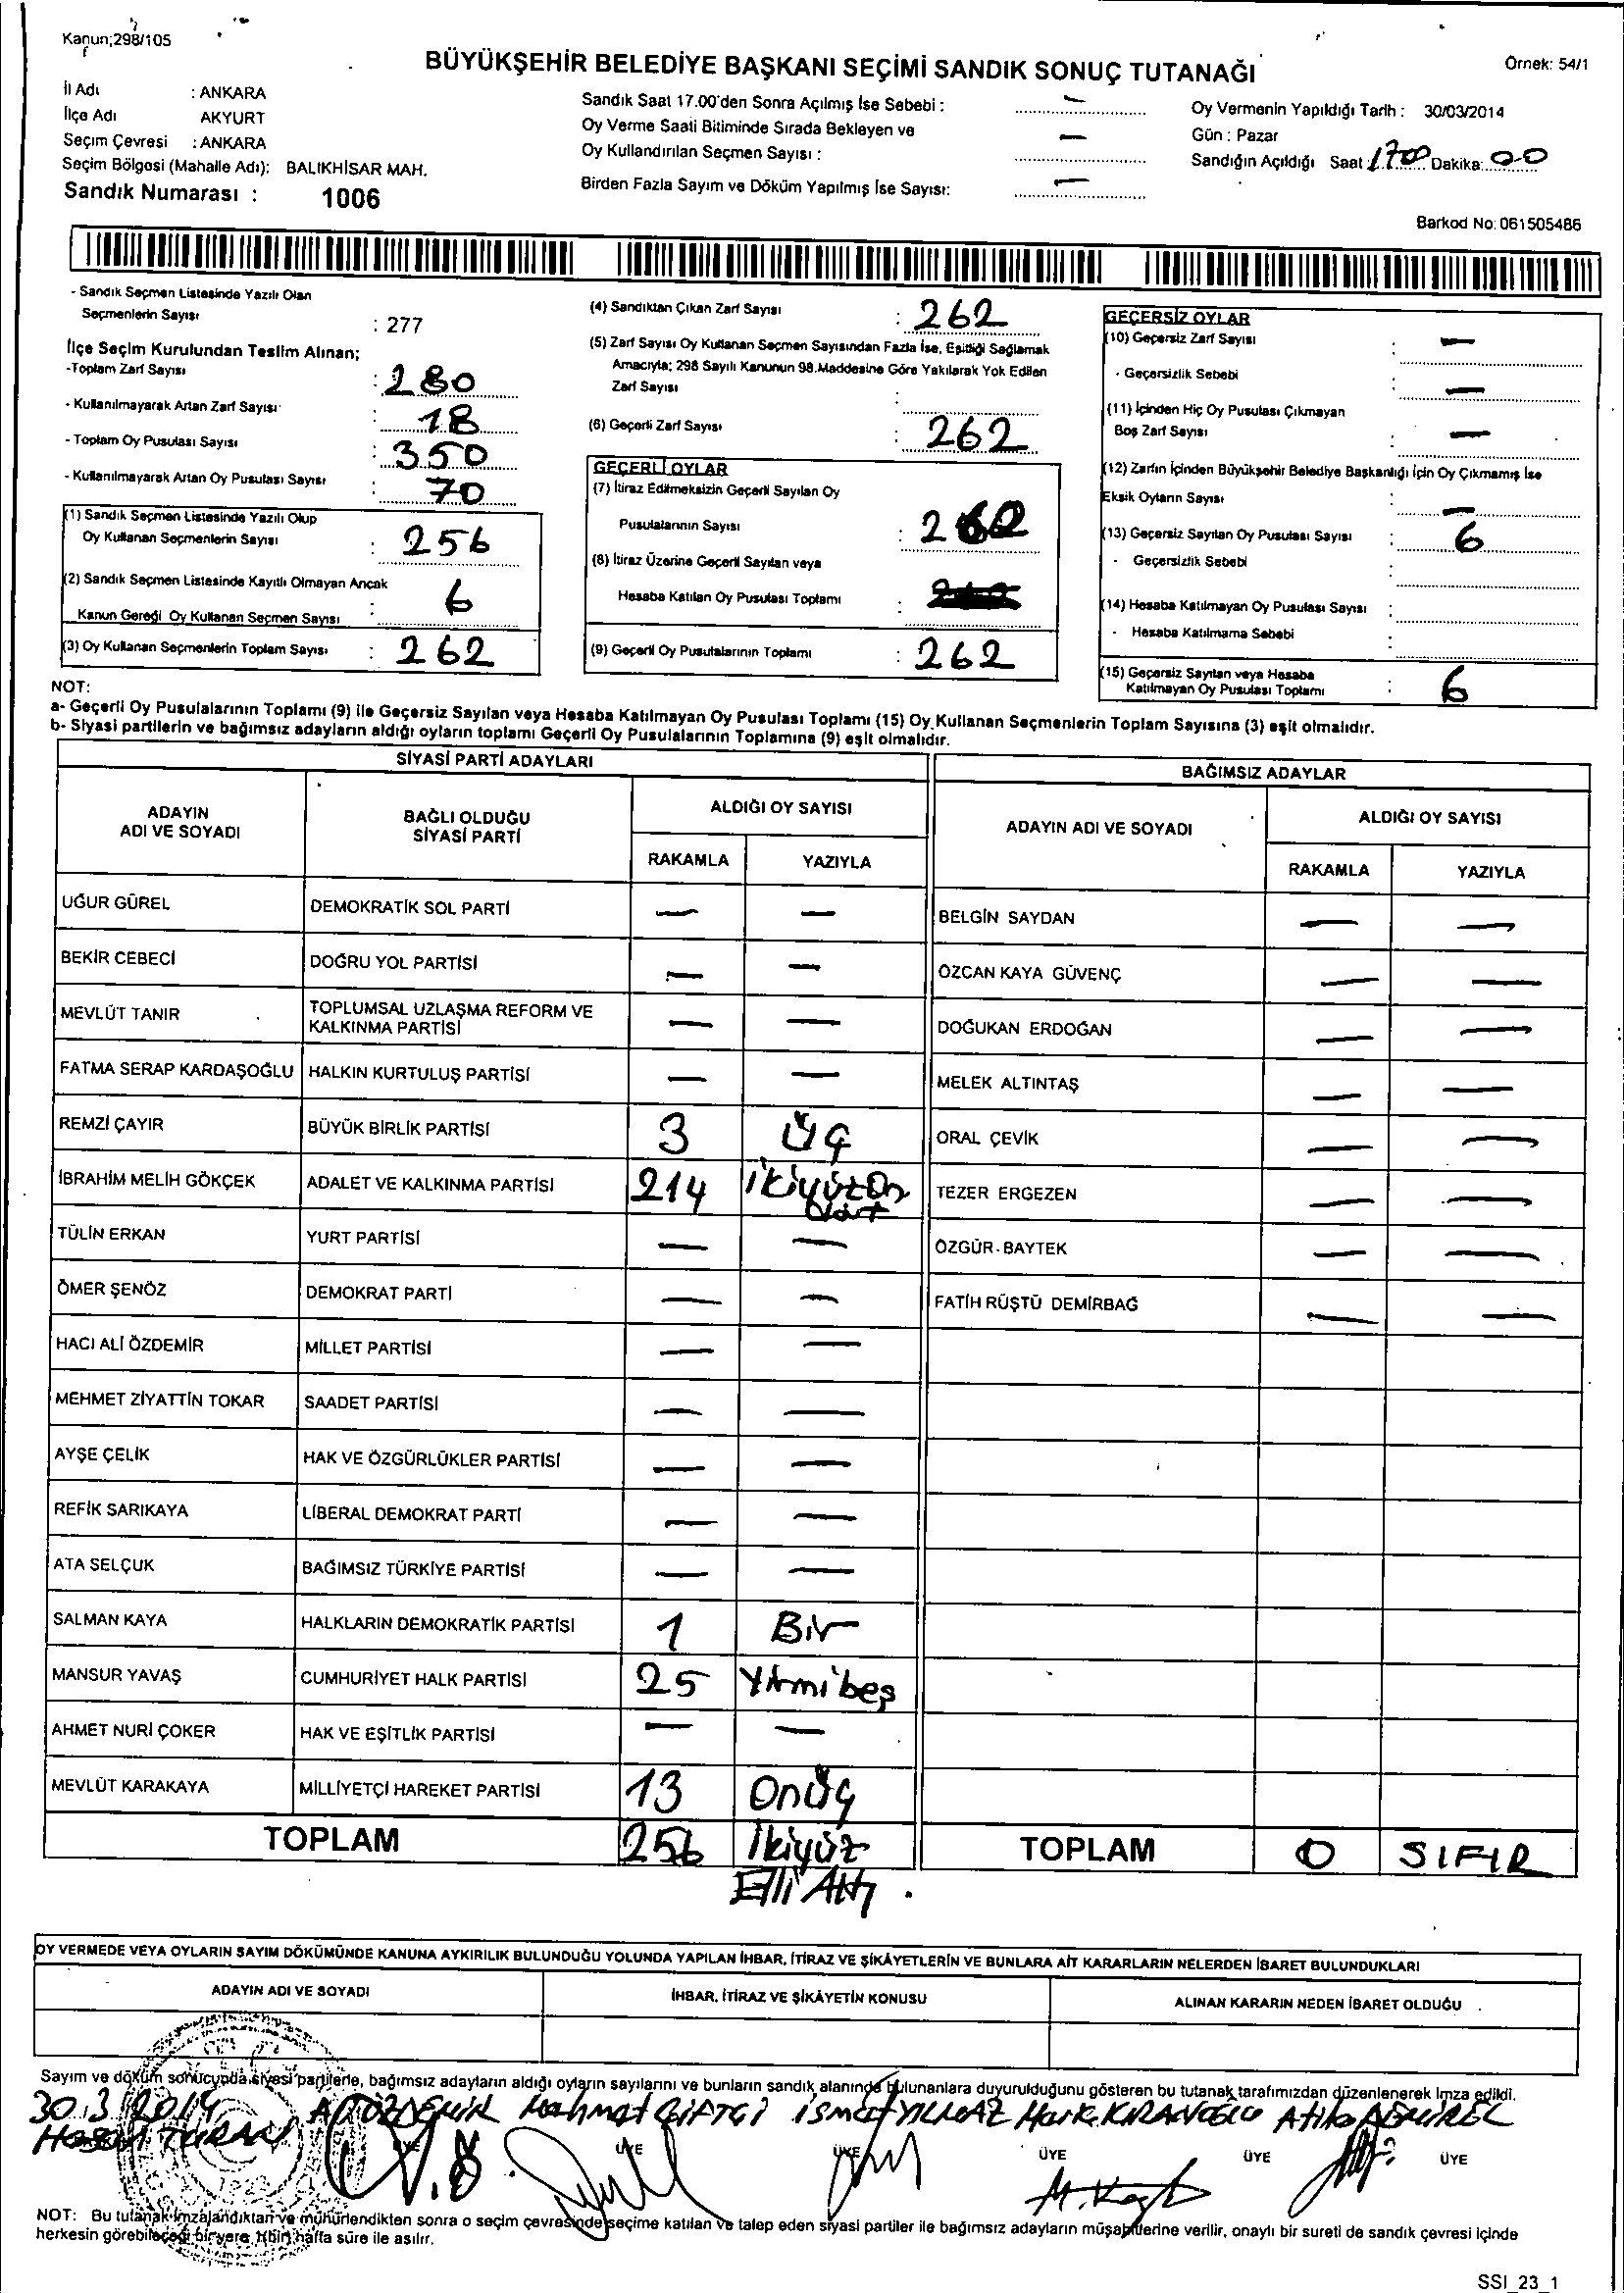 Kanun;298/105
BÜYÜKŞEHİR BELEDİYE BAŞKANI SEÇİMİ SANDIK SONUÇ TUTANAĞI
Örnek: 54/1
İl Adı : ANKARA
İlçe Adı AKYURT
Seçim Çevresi : ANKARA
Seçim Bölgesi (Mahalle Adı): BALIKHİSAR MAH.
Sandık Numarası : 1006
Sandık Saat 17.00'den Sonra Açılmış İse Sebebi : —
Oy Verme Saati Bitiminde Sırada Bekleyen ve
Oy Kullandırılan Seçmen Sayısı : —
Birden Fazla Sayım ve Döküm Yapılmış İse Sayısı: —
Oy Vermenin Yapıldığı Tarih : 30/03/2014
Gün : Pazar
Sandığın Açıldığı Saat 1700 Dakika: 00
Barkod No: 061505486
- Sandık Seçmen Listesinde Yazılı Olan
Seçmenlerin Sayısı : 277
İlçe Seçim Kurulundan Teslim Alınan;
-Toplam Zarf Sayısı : 280
- Kullanılmayarak Artan Zarf Sayısı : 18
- Toplam Oy Pusulası Sayısı : 350
- Kullanılmayarak Artan Oy Pusulası Sayısı : 70
(1) Sandık Seçmen Listesinde Yazılı Olup
Oy Kullanan Seçmenlerin Sayısı : 256
(2) Sandık Seçmen Listesinde Kayıtlı Olmayan Ancak
Kanun Gereği Oy Kullanan Seçmen Sayısı : 6
(3) Oy Kullanan Seçmenlerin Toplam Sayısı : 262
(4) Sandıktan Çıkan Zarf Sayısı : 262
(5) Zarf Sayısı Oy Kullanan Seçmen Sayısından Fazla İse, Eşitliği Sağlamak
Amacıyla; 298 Sayılı Kanunun 98.Maddesine Göre Yakılarak Yok Edilen
Zarf Sayısı :
(6) Geçerli Zarf Sayısı : 262
GEÇERLİ OYLAR
(7) İtiraz Edilmeksizin Geçerli Sayılan Oy
Pusulalarının Sayısı : 262
(8) İtiraz Üzerine Geçerli Sayılan veya
Hesaba Katılan Oy Pusulası Toplamı :
(9) Geçerli Oy Pusulalarının Toplamı : 262
GEÇERSİZ OYLAR
(10) Geçersiz Zarf Sayısı : —
- Geçersizlik Sebebi : —
(11) İçinden Hiç Oy Pusulası Çıkmayan
Boş Zarf Sayısı : —
(12) Zarfın İçinden Büyükşehir Belediye Başkanlığı İçin Oy Çıkmamış İse
Eksik Oyların Sayısı : —
(13) Geçersiz Sayılan Oy Pusulası Sayısı : 6
- Geçersizlik Sebebi :
(14) Hesaba Katılmayan Oy Pusulası Sayısı :
- Hesaba Katılmama Sebebi :
(15) Geçersiz Sayılan veya Hesaba
Katılmayan Oy Pusulası Toplamı : 6
NOT:
a- Geçerli Oy Pusulalarının Toplamı (9) ile Geçersiz Sayılan veya Hesaba Katılmayan Oy Pusulası Toplamı (15) Oy Kullanan Seçmenlerin Toplam Sayısına (3) eşit olmalıdır.
b- Siyasi partilerin ve bağımsız adayların aldığı oyların toplamı Geçerli Oy Pusulalarının Toplamına (9) eşit olmalıdır.
SİYASİ PARTİ ADAYLARI
ADAYIN ADI VE SOYADI
BAĞLI OLDUĞU SİYASİ PARTİ
ALDIĞI OY SAYISI
RAKAMLA YAZIYLA
UĞUR GÜREL DEMOKRATİK SOL PARTİ — —
BEKİR CEBECİ DOĞRU YOL PARTİSİ — —
MEVLÜT TANIR TOPLUMSAL UZLAŞMA REFORM VE
KALKINMA PARTİSİ — —
FATMA SERAP KARDAŞOĞLU HALKIN KURTULUŞ PARTİSİ — —
REMZİ ÇAYIR BÜYÜK BİRLİK PARTİSİ 3 Üç
İBRAHİM MELİH GÖKÇEK ADALET VE KALKINMA PARTİSİ 214 ikiyüzOn
dört
TÜLİN ERKAN YURT PARTİSİ — —
ÖMER ŞENÖZ DEMOKRAT PARTİ — —
HACI ALİ ÖZDEMİR MİLLET PARTİSİ — —
MEHMET ZİYATTİN TOKAR SAADET PARTİSİ — —
AYŞE ÇELİK HAK VE ÖZGÜRLÜKLER PARTİSİ — —
REFİK SARIKAYA LİBERAL DEMOKRAT PARTİ — —
ATA SELÇUK BAĞIMSIZ TÜRKİYE PARTİSİ — —
SALMAN KAYA HALKLARIN DEMOKRATİK PARTİSİ 1 Bir
MANSUR YAVAŞ CUMHURİYET HALK PARTİSİ 25 Yirmibeş
AHMET NURİ ÇOKER HAK VE EŞİTLİK PARTİSİ — —
MEVLÜT KARAKAYA MİLLİYETÇİ HAREKET PARTİSİ 13 Onüç
TOPLAM 256 İkiyüz
Elli Altı
BAĞIMSIZ ADAYLAR
ADAYIN ADI VE SOYADI
ALDIĞI OY SAYISI
RAKAMLA YAZIYLA
BELGİN SAYDAN — —
ÖZCAN KAYA GÜVENÇ — —
DOĞUKAN ERDOĞAN — —
MELEK ALTINTAŞ — —
ORAL ÇEVİK — —
TEZER ERGEZEN — —
ÖZGÜR BAYTEK — —
FATİH RÜŞTÜ DEMİRBAĞ — —
TOPLAM 0 SIFIR
OY VERMEDE VEYA OYLARIN SAYIM DÖKÜMÜNDE KANUNA AYKIRILIK BULUNDUĞU YOLUNDA YAPILAN İHBAR, İTİRAZ VE ŞİKÂYETLERİN VE BUNLARA AİT KARARLARIN NELERDEN İBARET BULUNDUKLARI
ADAYIN ADI VE SOYADI
İHBAR, İTİRAZ VE ŞİKÂYETİN KONUSU
ALINAN KARARIN NEDEN İBARET OLDUĞU
Sayım ve döküm sonucunda siyasi partilerle, bağımsız adayların aldığı oyların sayılarını ve bunların sandık alanında bulunanlara duyurulduğunu gösteren bu tutanak tarafımızdan düzenlenerek imza edildi.
30.3.2014
Hasan TURAN Ali ÖZDEMİR Mahmat ÇİFTÇİ ismet YILMAZ
ÜYE ÜYE ÜYE ÜYE ÜYE ÜYE
NOT: Bu tutanak imzalandıktan ve mühürlendikten sonra o seçim çevresinde seçime katılan ve talep eden siyasi partiler ile bağımsız adayların müşahitlerine verilir, onaylı bir sureti de sandık çevresi içinde
herkesin görebileceği bir yere bir hafta süre ile asılır.
SSI_23_1